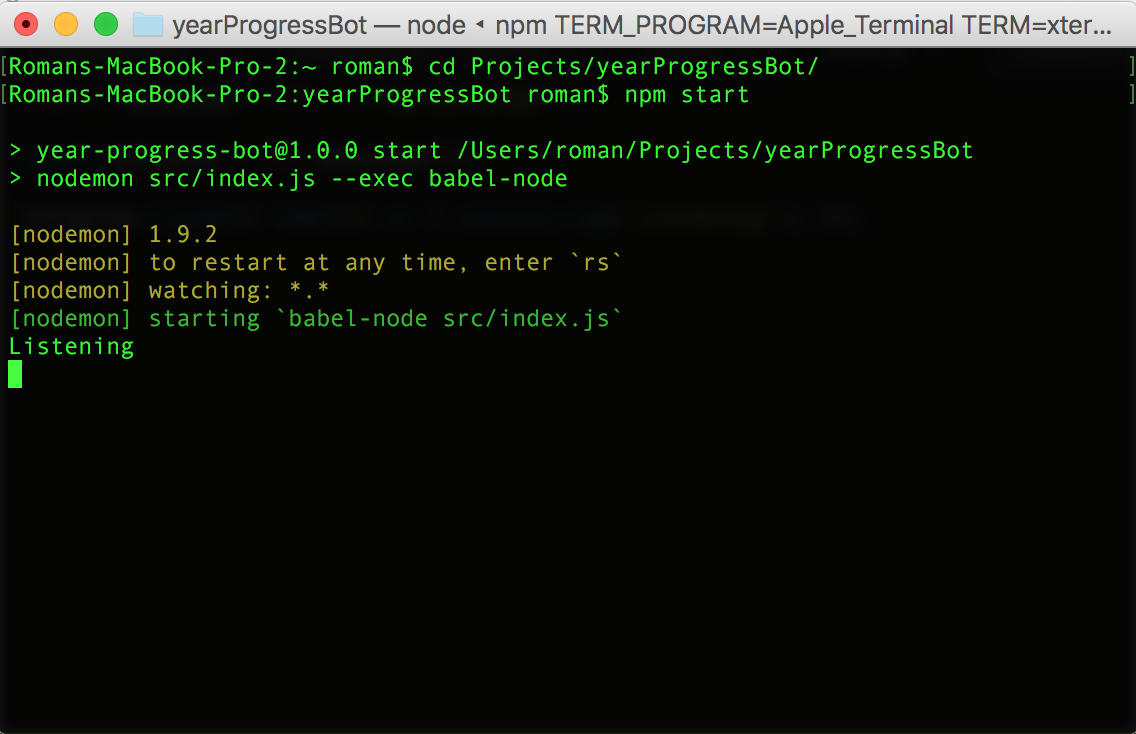 yearProgressBot — node ◂ npm TERM_PROGRAM=Apple_Terminal TERM=xter...
[Romans-MacBook-Pro-2:~ roman$ cd Projects/yearProgressBot/ ]
[Romans-MacBook-Pro-2:yearProgressBot roman$ npm start ]
> year-progress-bot@1.0.0 start /Users/roman/Projects/yearProgressBot
> nodemon src/index.js --exec babel-node
[nodemon] 1.9.2
[nodemon] to restart at any time, enter `rs`
[nodemon] watching: *.*
[nodemon] starting `babel-node src/index.js`
Listening